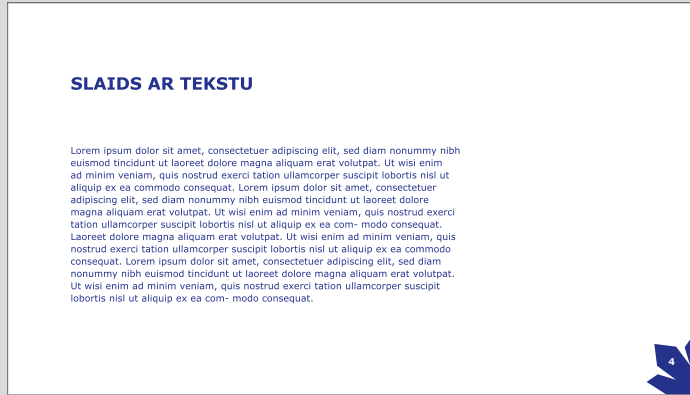 SLAIDS AR TEKSTU
Lorem ipsum dolor sit amet, consectetuer adipiscing elit, sed diam nonummy nibh
euismod tincidunt ut laoreet dolore magna aliquam erat volutpat. Ut wisi enim
ad minim veniam, quis nostrud exerci tation ullamcorper suscipit lobortis nisl ut
aliquip ex ea commodo consequat. Lorem ipsum dolor sit amet, consectetuer
adipiscing elit, sed diam nonummy nibh euismod tincidunt ut laoreet dolore
magna aliquam erat volutpat. Ut wisi enim ad minim veniam, quis nostrud exerci
tation ullamcorper suscipit lobortis nisl ut aliquip ex ea com- modo consequat.
Laoreet dolore magna aliquam erat volutpat. Ut wisi enim ad minim veniam, quis
nostrud exerci tation ullamcorper suscipit lobortis nisl ut aliquip ex ea commodo
consequat. Lorem ipsum dolor sit amet, consectetuer adipiscing elit, sed diam
nonummy nibh euismod tincidunt ut laoreet dolore magna aliquam erat volutpat.
Ut wisi enim ad minim veniam, quis nostrud exerci tation ullamcorper suscipit
lobortis nisl ut aliquip ex ea com- modo consequat.
4